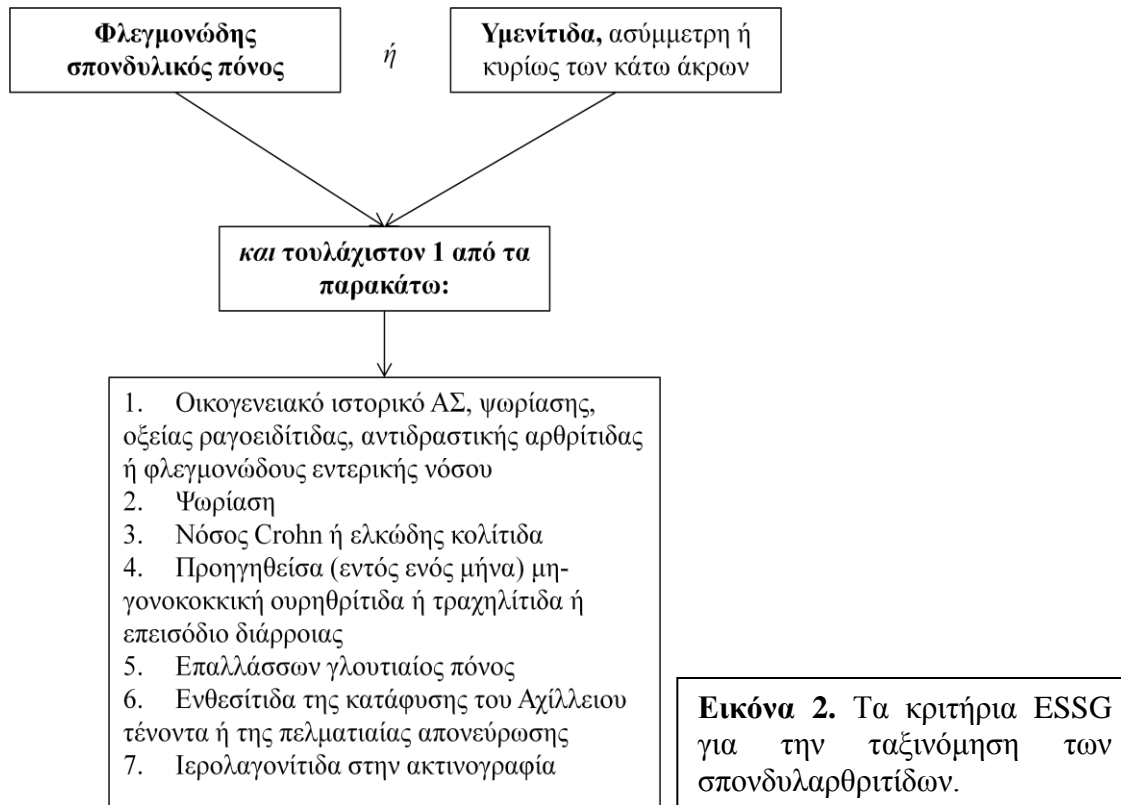 Φλεγμονώδης
σπονδυλικός πόνος
ή
Υμενίτιδα, ασύμμετρη ή
κυρίως των κάτω άκρων
και τουλάχιστον 1 από τα
παρακάτω:
1. Οικογενειακό ιστορικό ΑΣ, ψωρίασης,
οξείας ραγοειδίτιδας, αντιδραστικής αρθρίτιδας
ή φλεγμονώδους εντερικής νόσου
2. Ψωρίαση
3. Νόσος Crohn ή ελκώδης κολίτιδα
4. Προηγηθείσα (εντός ενός μήνα) μη-
γονοκοκκική ουρηθρίτιδα ή τραχηλίτιδα ή
επεισόδιο διάρροιας
5. Επαλλάσσων γλουτιαίος πόνος
6. Ενθεσίτιδα της κατάφυσης του Αχίλλειου
τένοντα ή της πελματιαίας απονεύρωσης
7. Ιερολαγονίτιδα στην ακτινογραφία
Εικόνα 2. Τα κριτήρια ESSG
για την ταξινόμηση των
σπονδυλαρθριτίδων.